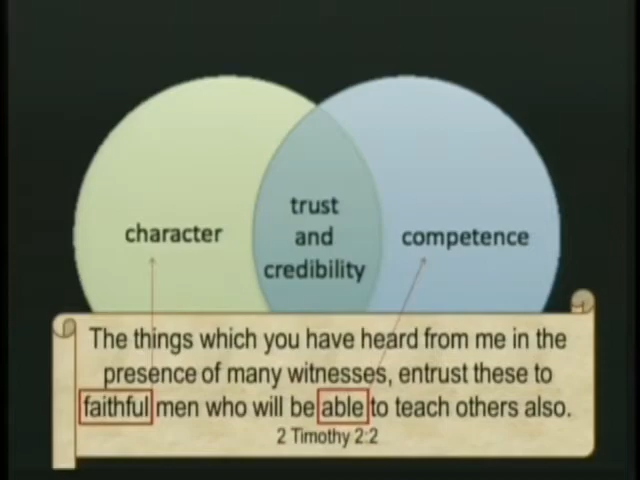 character
trust
and
credibility
competence
The things which you have heard from me in the
presence of many witnesses, entrust these to
faithful men who will be able to teach others also.
2 Timothy 2:2